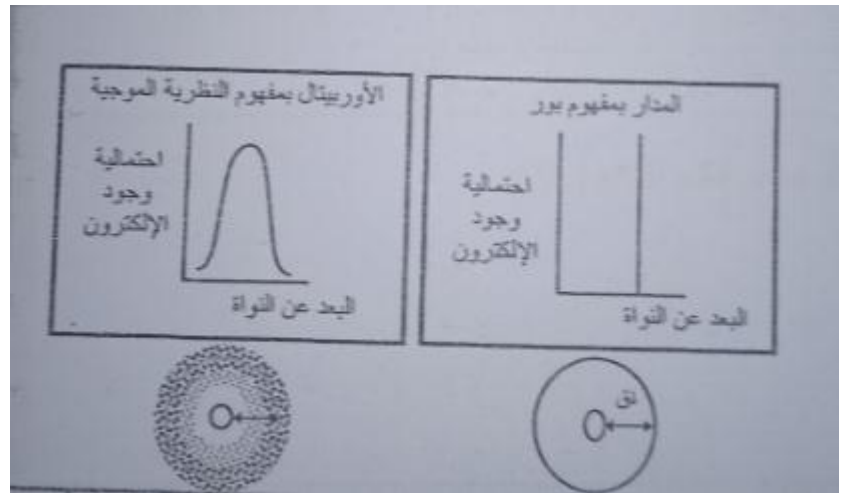 المدار بمفهوم بور
احتمالية
وجود
الإلكترون
البعد عن النواة
نق
الأوربيتال بمفهوم النظرية الموجية
احتمالية
وجود
الإلكترون
البعد عن النواة